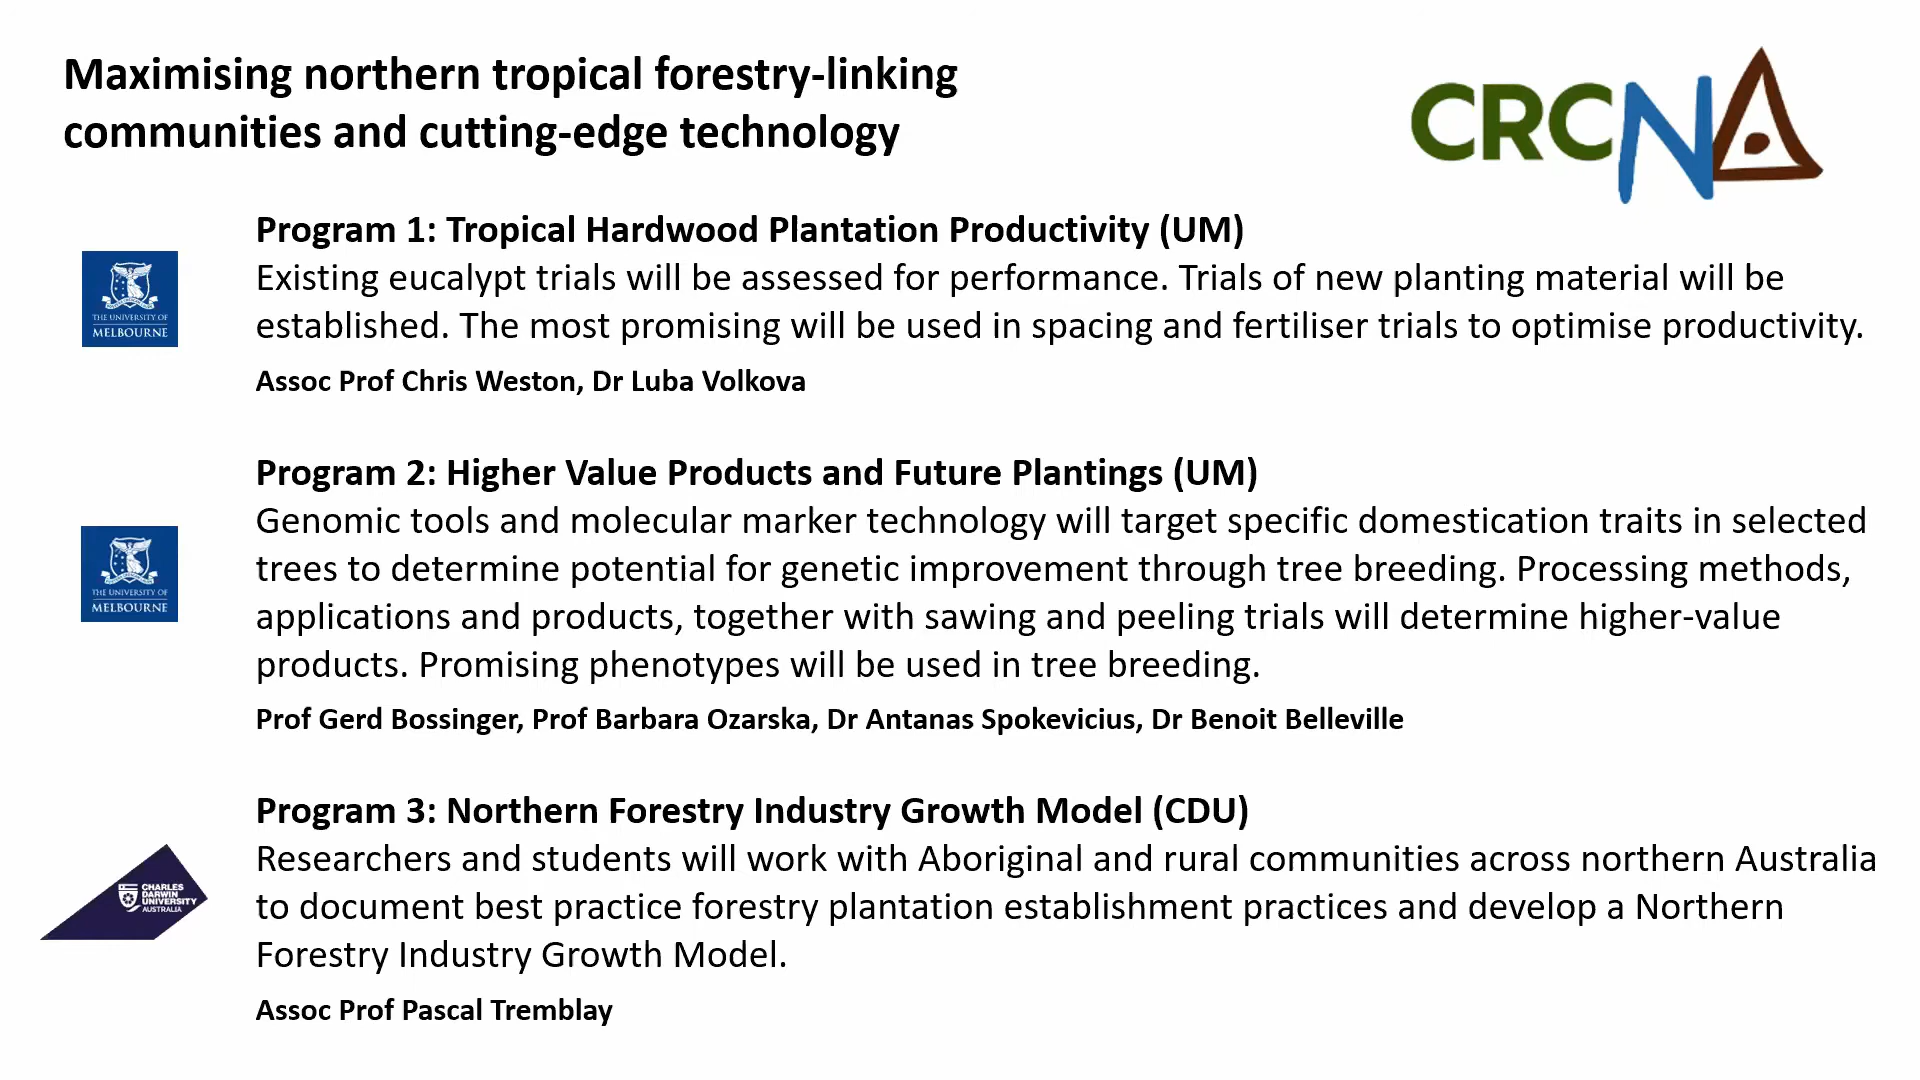 Maximising northern tropical forestry-linking
communities and cutting-edge technology
CRCNA
Program 1: Tropical Hardwood Plantation Productivity (UM)
Existing eucalypt trials will be assessed for performance. Trials of new planting material will be
established. The most promising will be used in spacing and fertiliser trials to optimise productivity.
Assoc Prof Chris Weston, Dr Luba Volkova
THE UNIVERSITY OF
MELBOURNE
Program 2: Higher Value Products and Future Plantings (UM)
Genomic tools and molecular marker technology will target specific domestication traits in selected
trees to determine potential for genetic improvement through tree breeding. Processing methods,
applications and products, together with sawing and peeling trials will determine higher-value
products. Promising phenotypes will be used in tree breeding.
Prof Gerd Bossinger, Prof Barbara Ozarska, Dr Antanas Spokevicius, Dr Benoit Belleville
THE UNIVERSITY OF
MELBOURNE
Program 3: Northern Forestry Industry Growth Model (CDU)
Researchers and students will work with Aboriginal and rural communities across northern Australia
to document best practice forestry plantation establishment practices and develop a Northern
Forestry Industry Growth Model.
Assoc Prof Pascal Tremblay
CHARLES
DARWIN
UNIVERSITY
AUSTRALIA